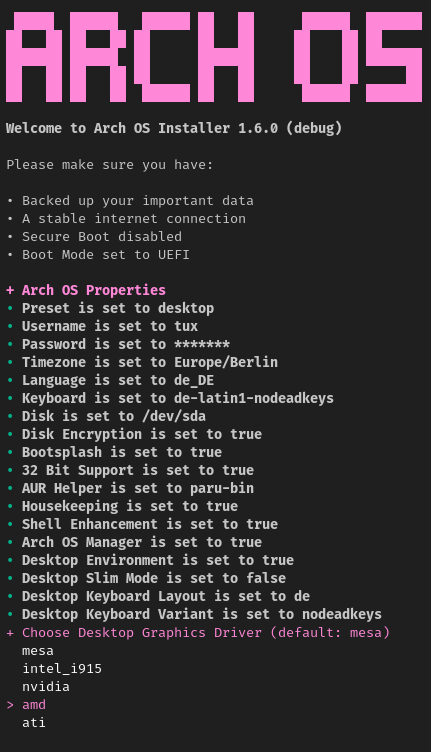 ARCH OS
Welcome to Arch OS Installer 1.6.0 (debug)
Please make sure you have:
• Backed up your important data
• A stable internet connection
• Secure Boot disabled
• Boot Mode set to UEFI
+ Arch OS Properties
• Preset is set to desktop
• Username is set to tux
• Password is set to *******
• Timezone is set to Europe/Berlin
• Language is set to de_DE
• Keyboard is set to de-latin1-nodeadkeys
• Disk is set to /dev/sda
• Disk Encryption is set to true
• Bootsplash is set to true
• 32 Bit Support is set to true
• AUR Helper is set to paru-bin
• Housekeeping is set to true
• Shell Enhancement is set to true
• Arch OS Manager is set to true
• Desktop Environment is set to true
• Desktop Slim Mode is set to false
• Desktop Keyboard Layout is set to de
• Desktop Keyboard Variant is set to nodeadkeys
+ Choose Desktop Graphics Driver (default: mesa)
mesa
intel_i915
nvidia
> amd
ati